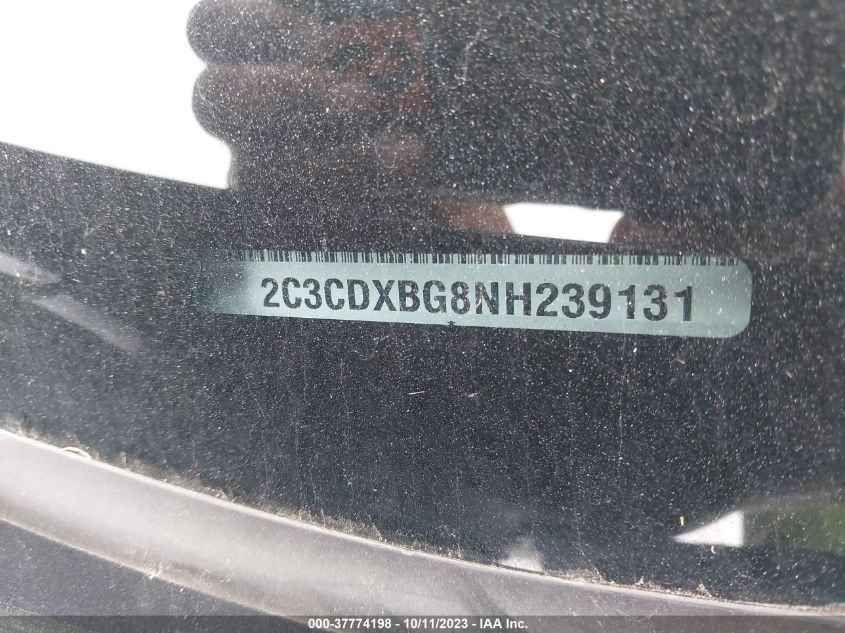 2C3CDXBG8NH239131
000-37774198 - 10/11/2023 - IAA Inc.